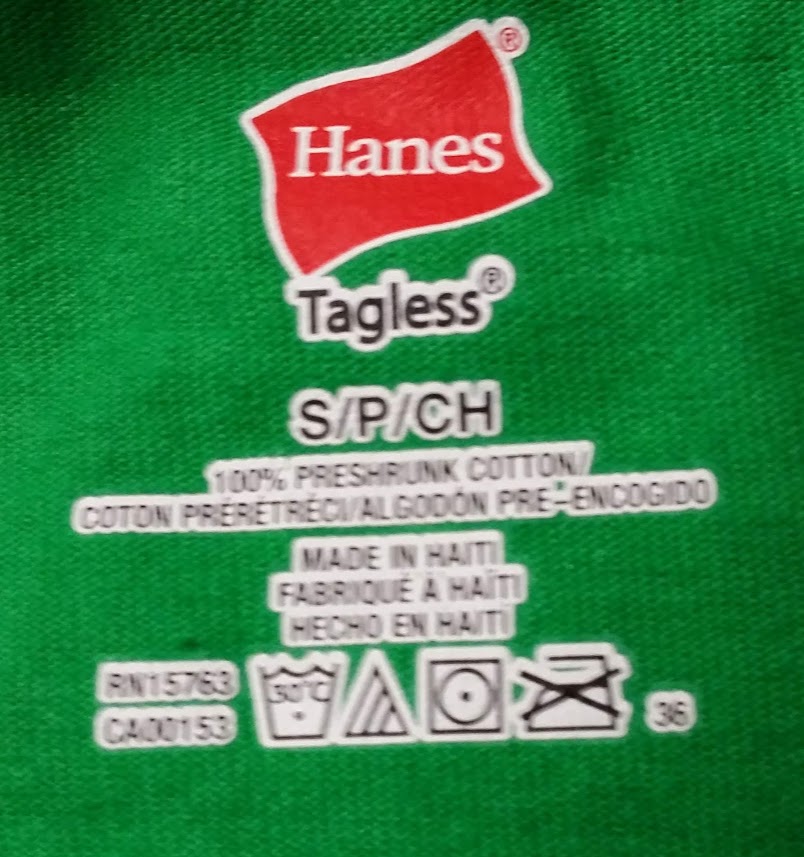 Hanes®
Tagless®
S/P/CH
100% PRESHRUNK COTTON/
COTON PRÉRÉTRÉCI/ALGODÓN PRE-ENCOGIDO
MADE IN HAITI
FABRIQUÉ À HAÏTI
HECHO EN HAITÍ
RN15763
CA00153
30°C
36